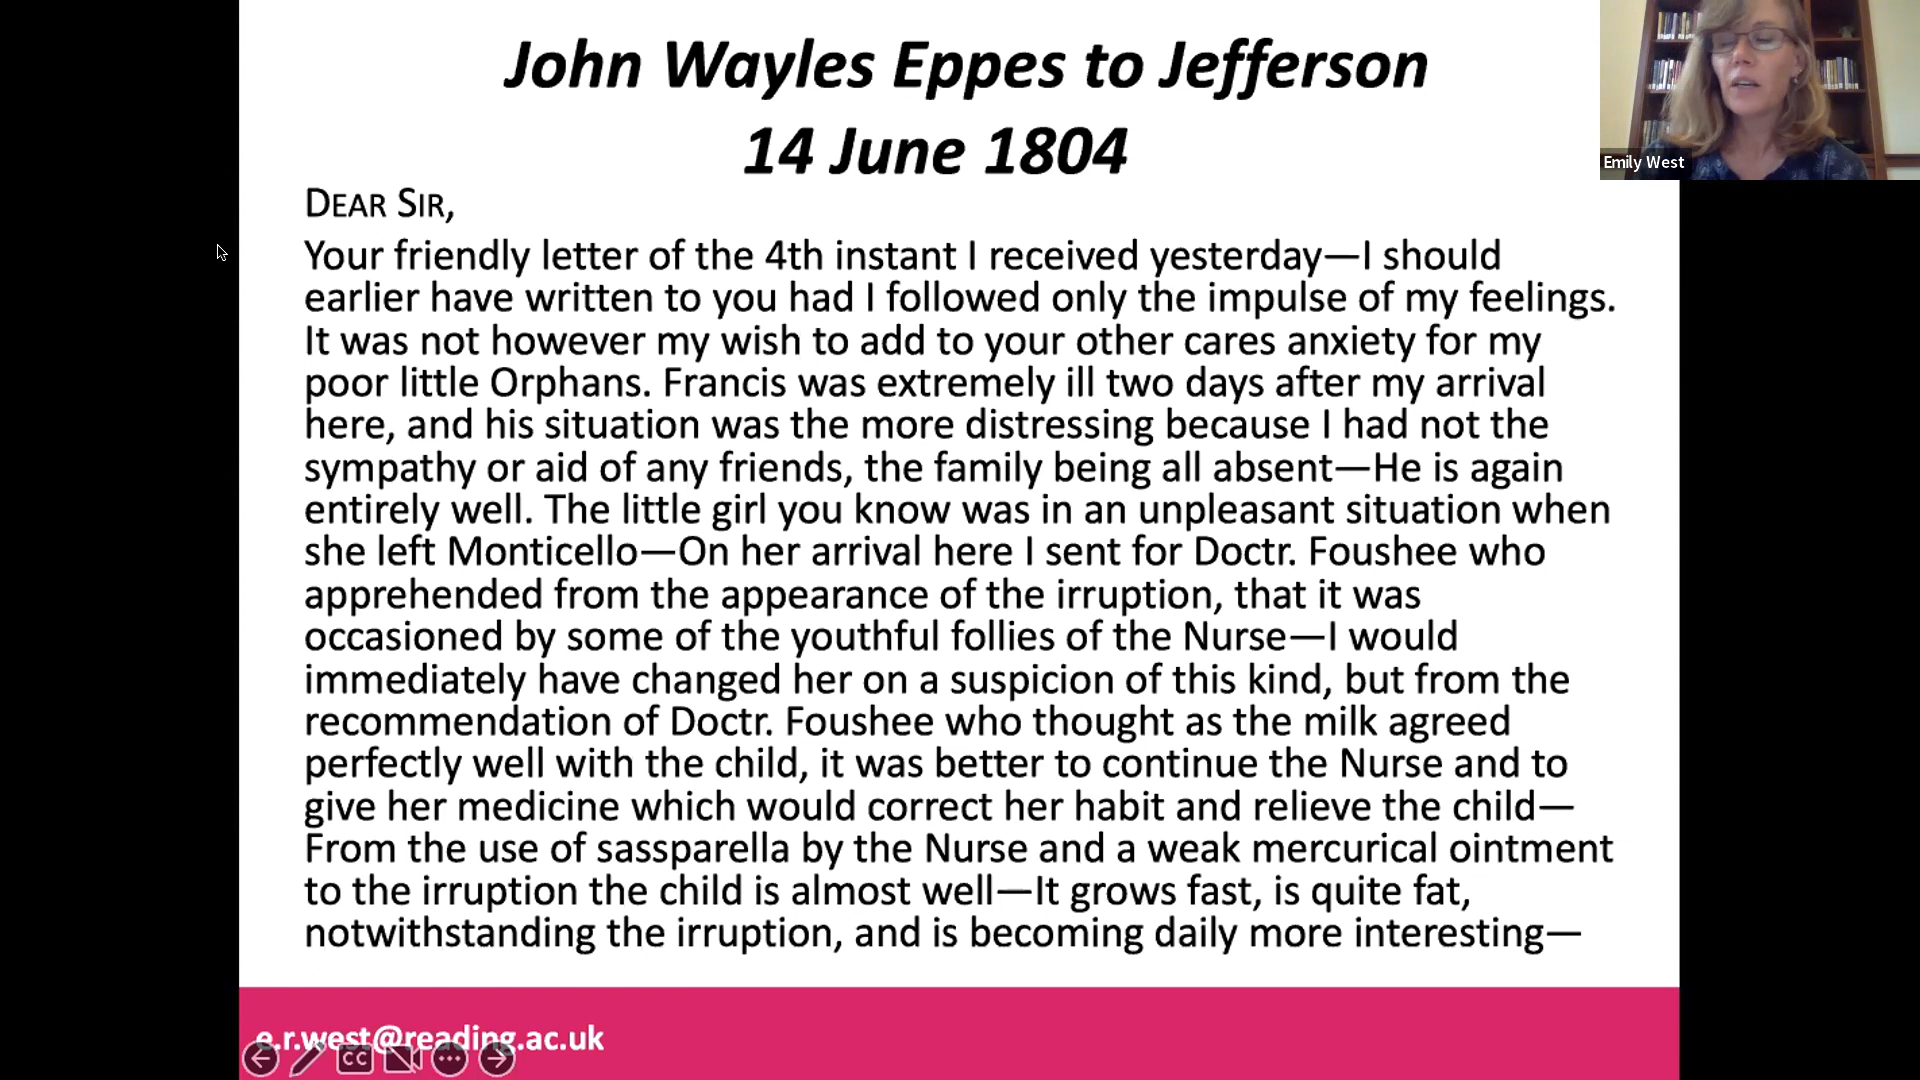 John Wayles Eppes to Jefferson
14 June 1804
Emily West
DEAR SIR,
Your friendly letter of the 4th instant I received yesterday—I should
earlier have written to you had I followed only the impulse of my feelings.
It was not however my wish to add to your other cares anxiety for my
poor little Orphans. Francis was extremely ill two days after my arrival
here, and his situation was the more distressing because I had not the
sympathy or aid of any friends, the family being all absent—He is again
entirely well. The little girl you know was in an unpleasant situation when
she left Monticello—On her arrival here I sent for Doctr. Foushee who
apprehended from the appearance of the irruption, that it was
occasioned by some of the youthful follies of the Nurse—I would
immediately have changed her on a suspicion of this kind, but from the
recommendation of Doctr. Foushee who thought as the milk agreed
perfectly well with the child, it was better to continue the Nurse and to
give her medicine which would correct her habit and relieve the child—
From the use of sassparella by the Nurse and a weak mercurical ointment
to the irruption the child is almost well—It grows fast, is quite fat,
notwithstanding the irruption, and is becoming daily more interesting—
e.r.west@reading.ac.uk
CC